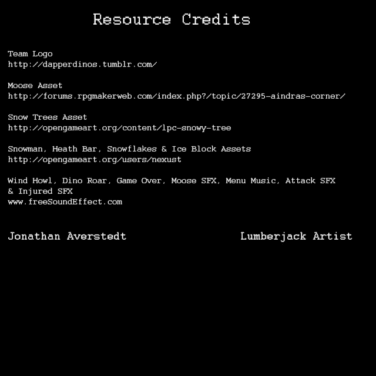 Resource Credits
Team Logo
http://dapperdinos.tumblr.com/
Moose Asset
http://forums.rpgmakerweb.com/index.php?/topic/27295-aindras-corner/
Snow Trees Asset
http://opengameart.org/content/lpc-snowy-tree
Snowman, Heath Bar, Snowflakes & Ice Block Assets
http://opengameart.org/users/nexust
Wind Howl, Dino Roar, Game Over, Moose SFX, Menu Music, Attack SFX
& Injured SFX
www.freeSoundEffect.com
Jonathan Averstedt Lumberjack Artist